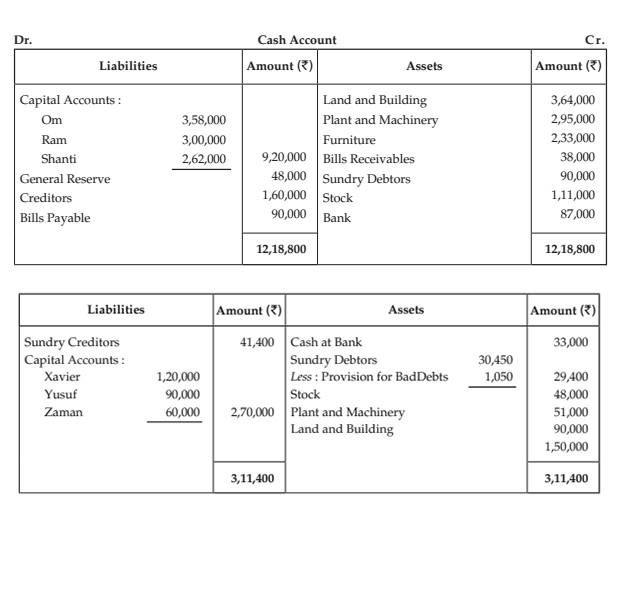 Dr. Cash Account Cr.
Liabilities Amount (₹) Assets Amount (₹)
Capital Accounts : Land and Building 3,64,000
Om 3,58,000 Plant and Machinery 2,95,000
Ram 3,00,000 Furniture 2,33,000
Shanti 2,62,000 9,20,000 Bills Receivables 38,000
General Reserve 48,000 Sundry Debtors 90,000
Creditors 1,60,000 Stock 1,11,000
Bills Payable 90,000 Bank 87,000
12,18,800 12,18,800
Liabilities Amount (₹) Assets Amount (₹)
Sundry Creditors 41,400 Cash at Bank 33,000
Capital Accounts : Sundry Debtors 30,450
Xavier 1,20,000 Less : Provision for BadDebts 1,050 29,400
Yusuf 90,000 Stock 48,000
Zaman 60,000 2,70,000 Plant and Machinery 51,000
Land and Building 90,000
1,50,000
3,11,400 3,11,400